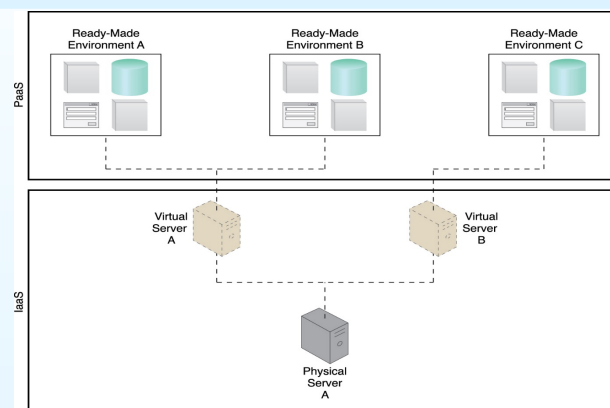 Ready-Made
Environment A
Ready-Made
Environment B
Ready-Made
Environment C
PaaS
Virtual
Server
A
Virtual
Server
B
IaaS
Physical
Server
A